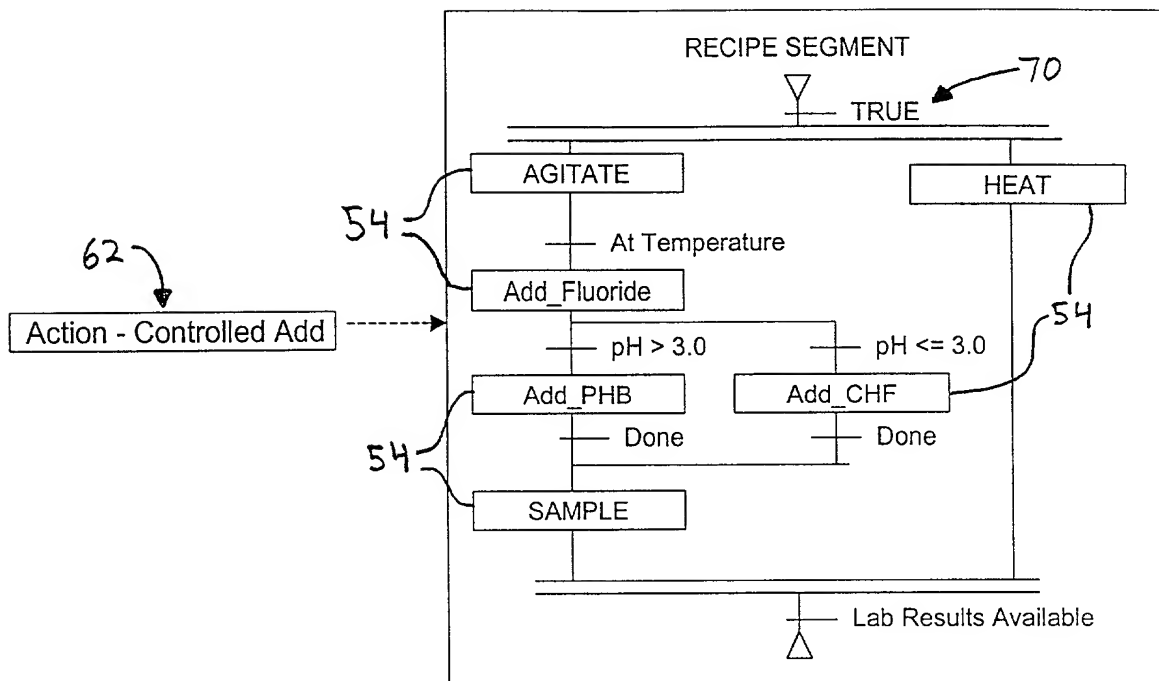 RECIPE SEGMENT
70
TRUE
AGITATE
HEAT
54
At Temperature
62
Add_Fluoride
54
Action - Controlled Add
pH > 3.0
pH <= 3.0
Add_PHB
Add_CHF
Done
Done
54
SAMPLE
Lab Results Available